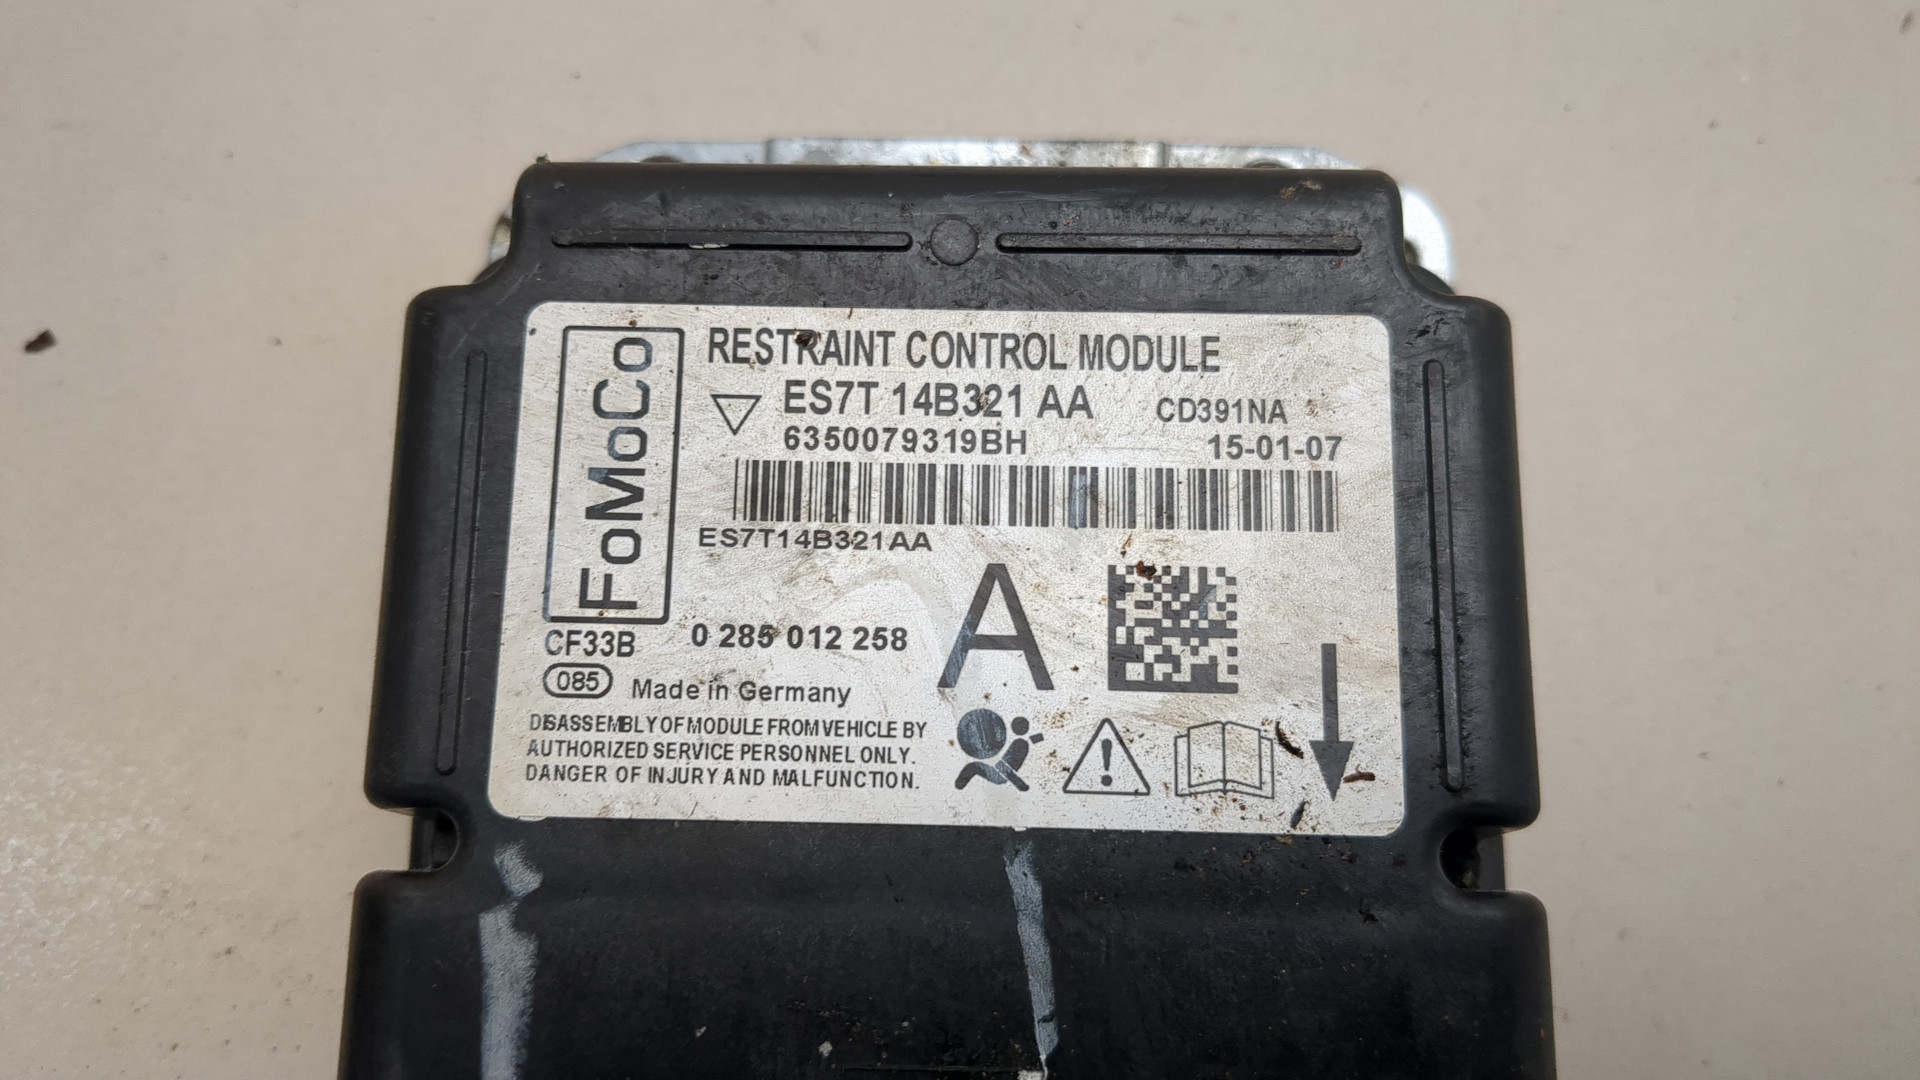 FoMoCo
RESTRAINT CONTROL MODULE
ES7T 14B321 AA CD391NA
6350079319BH 15-01-07
ES7T14B321AA
CF33B 0 285 012 258 A
085 Made in Germany
DISASSEMBLY OF MODULE FROM VEHICLE BY
AUTHORIZED SERVICE PERSONNEL ONLY.
DANGER OF INJURY AND MALFUNCTION.